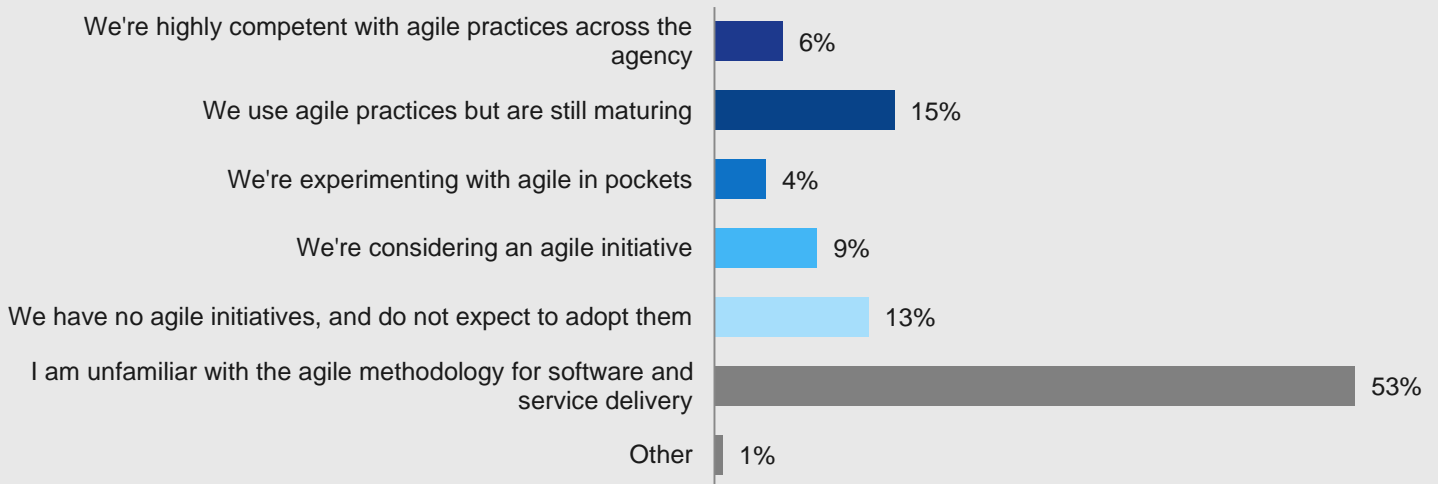 We're highly competent with agile practices across the
agency
6%
We use agile practices but are still maturing
15%
We're experimenting with agile in pockets
4%
We're considering an agile initiative
9%
We have no agile initiatives, and do not expect to adopt them
13%
I am unfamiliar with the agile methodology for software and
service delivery
53%
Other
1%